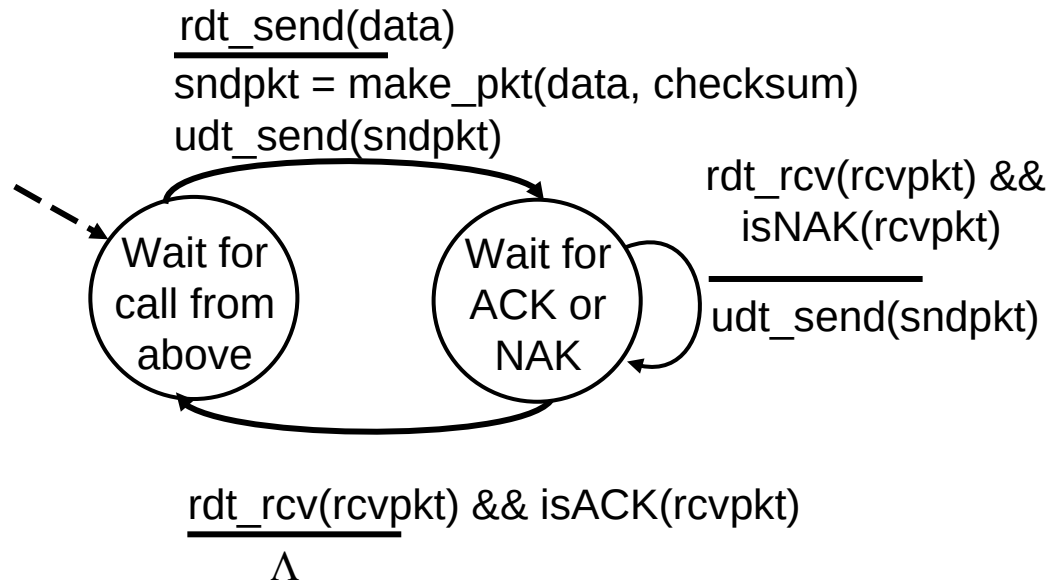 rdt_send(data)
sndpkt = make_pkt(data, checksum)
udt_send(sndpkt)
rdt_rcv(rcvpkt) &&
isNAK(rcvpkt)
udt_send(sndpkt)
Wait for
call from
above
Wait for
ACK or
NAK
rdt_rcv(rcvpkt) && isACK(rcvpkt)
Λ